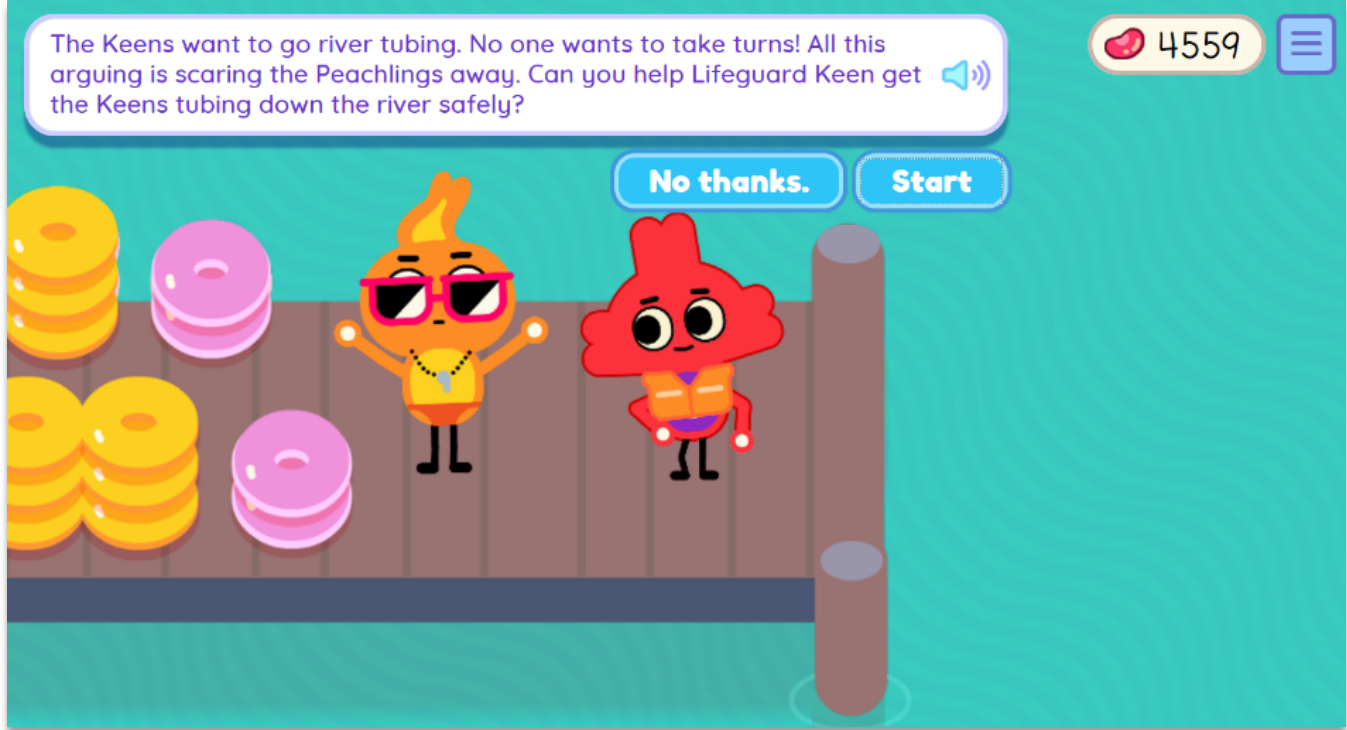 The Keens want to go river tubing. No one wants to take turns! All this
arguing is scaring the Peachlings away. Can you help Lifeguard Keen get
the Keens tubing down the river safely?
4559
No thanks.
Start